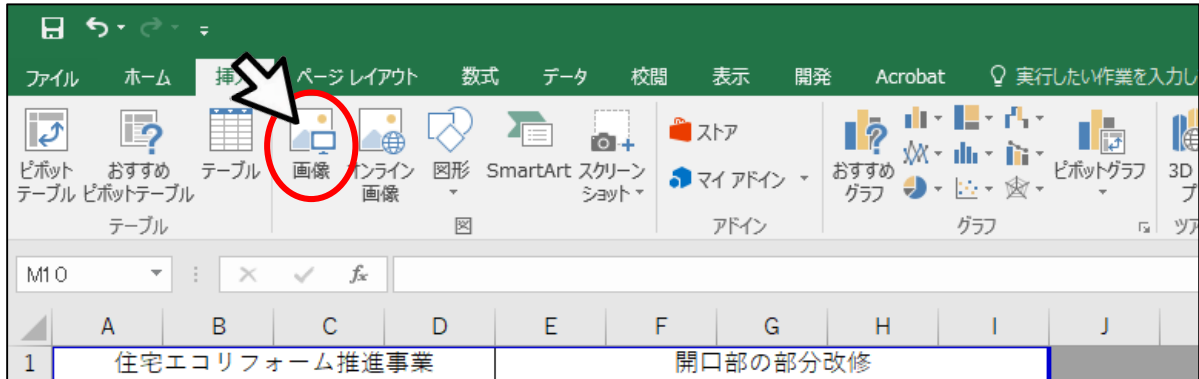 ファイル ホーム 挿入 ページ レイアウト 数式 データ 校閲 表示 開発 Acrobat 実行したい作業を入力し
ピボット
テーブル
おすすめ
ピボットテーブル
テーブル
テーブル
画像
オンライン
画像
図形
SmartArt
スクリーン
ショット
図
ストア
マイ アドイン
アドイン
おすすめ
グラフ
ピボットグラフ
グラフ
3D
M10
fx
A B C D E F G H I J
1 住宅エコリフォーム推進事業 開口部の部分改修